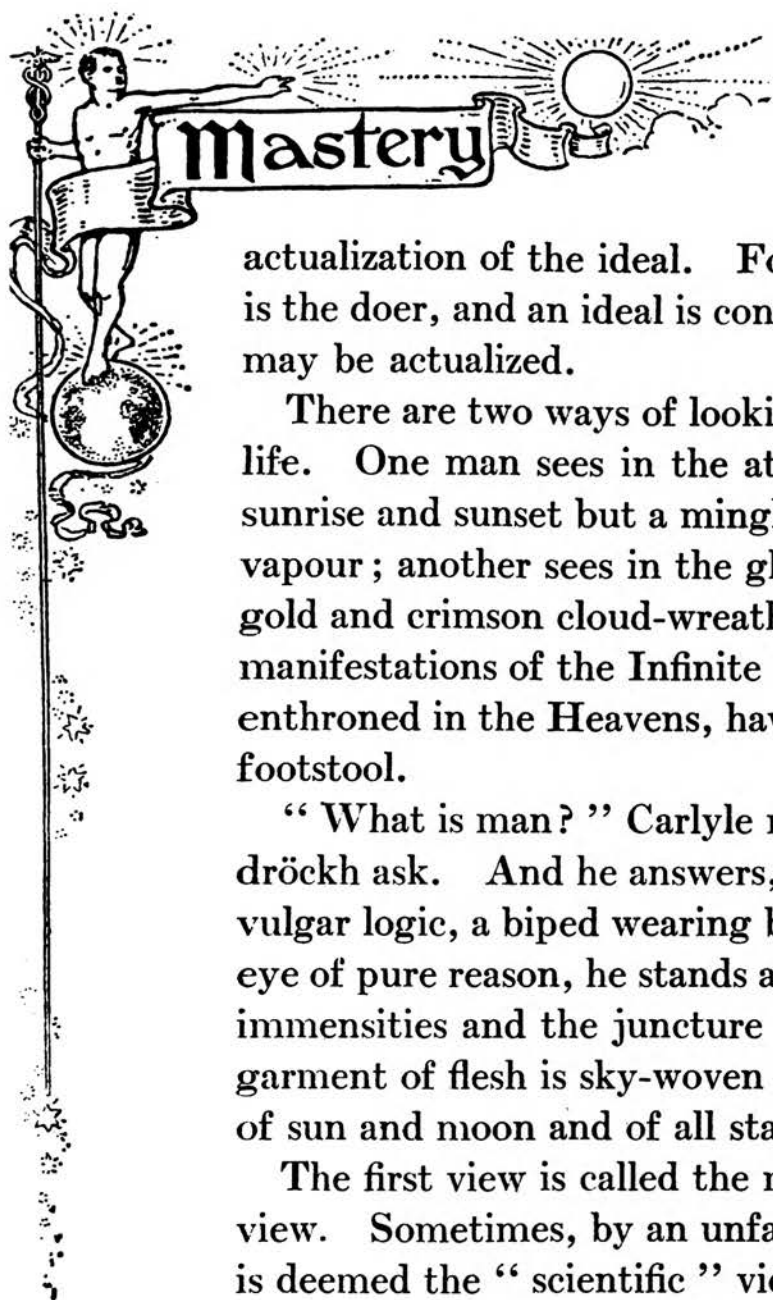 Mastery
actualization of the ideal. Fo
is the doer, and an ideal is con
may be actualized.
There are two ways of looki
life. One man sees in the at
sunrise and sunset but a mingl
vapour; another sees in the gl
gold and crimson cloud-wreath
manifestations of the Infinite
enthroned in the Heavens, hav
footstool.
“ What is man? ” Carlyle r
dröckh ask. And he answers,
vulgar logic, a biped wearing b
eye of pure reason, he stands a
immensities and the juncture
garment of flesh is sky-woven
of sun and moon and of all sta
The first view is called the
view. Sometimes, by an unfa
is deemed the “ scientific ” vie